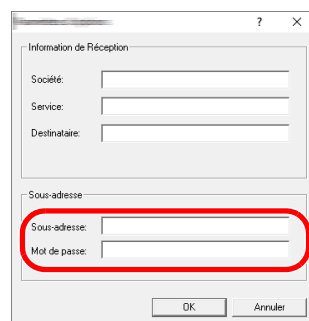 ? ×
Information de Réception
Société:
Service:
Destinataire:
Sous-adresse
Sous-adresse:
Mot de passe:
OK Annuler